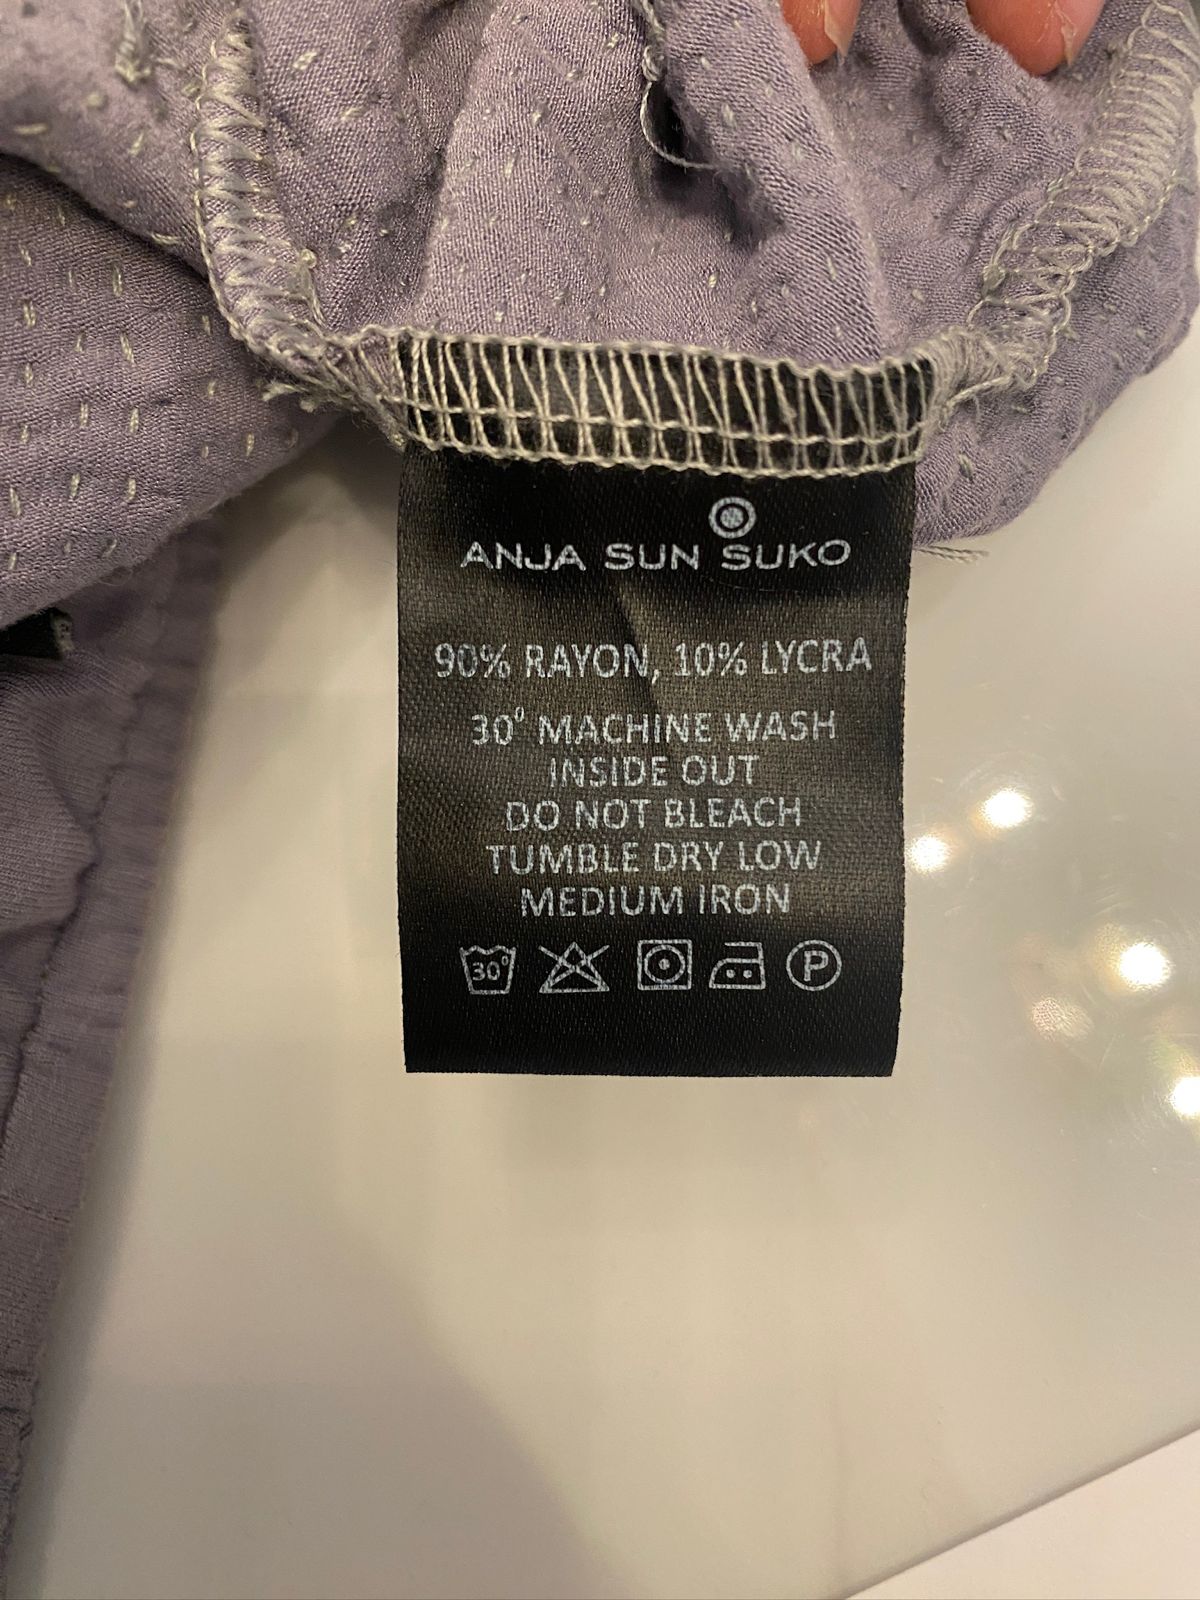 ANJA SUN SUKO
90% RAYON, 10% LYCRA
30⁰ MACHINE WASH
INSIDE OUT
DO NOT BLEACH
TUMBLE DRY LOW
MEDIUM IRON
30⁰ P